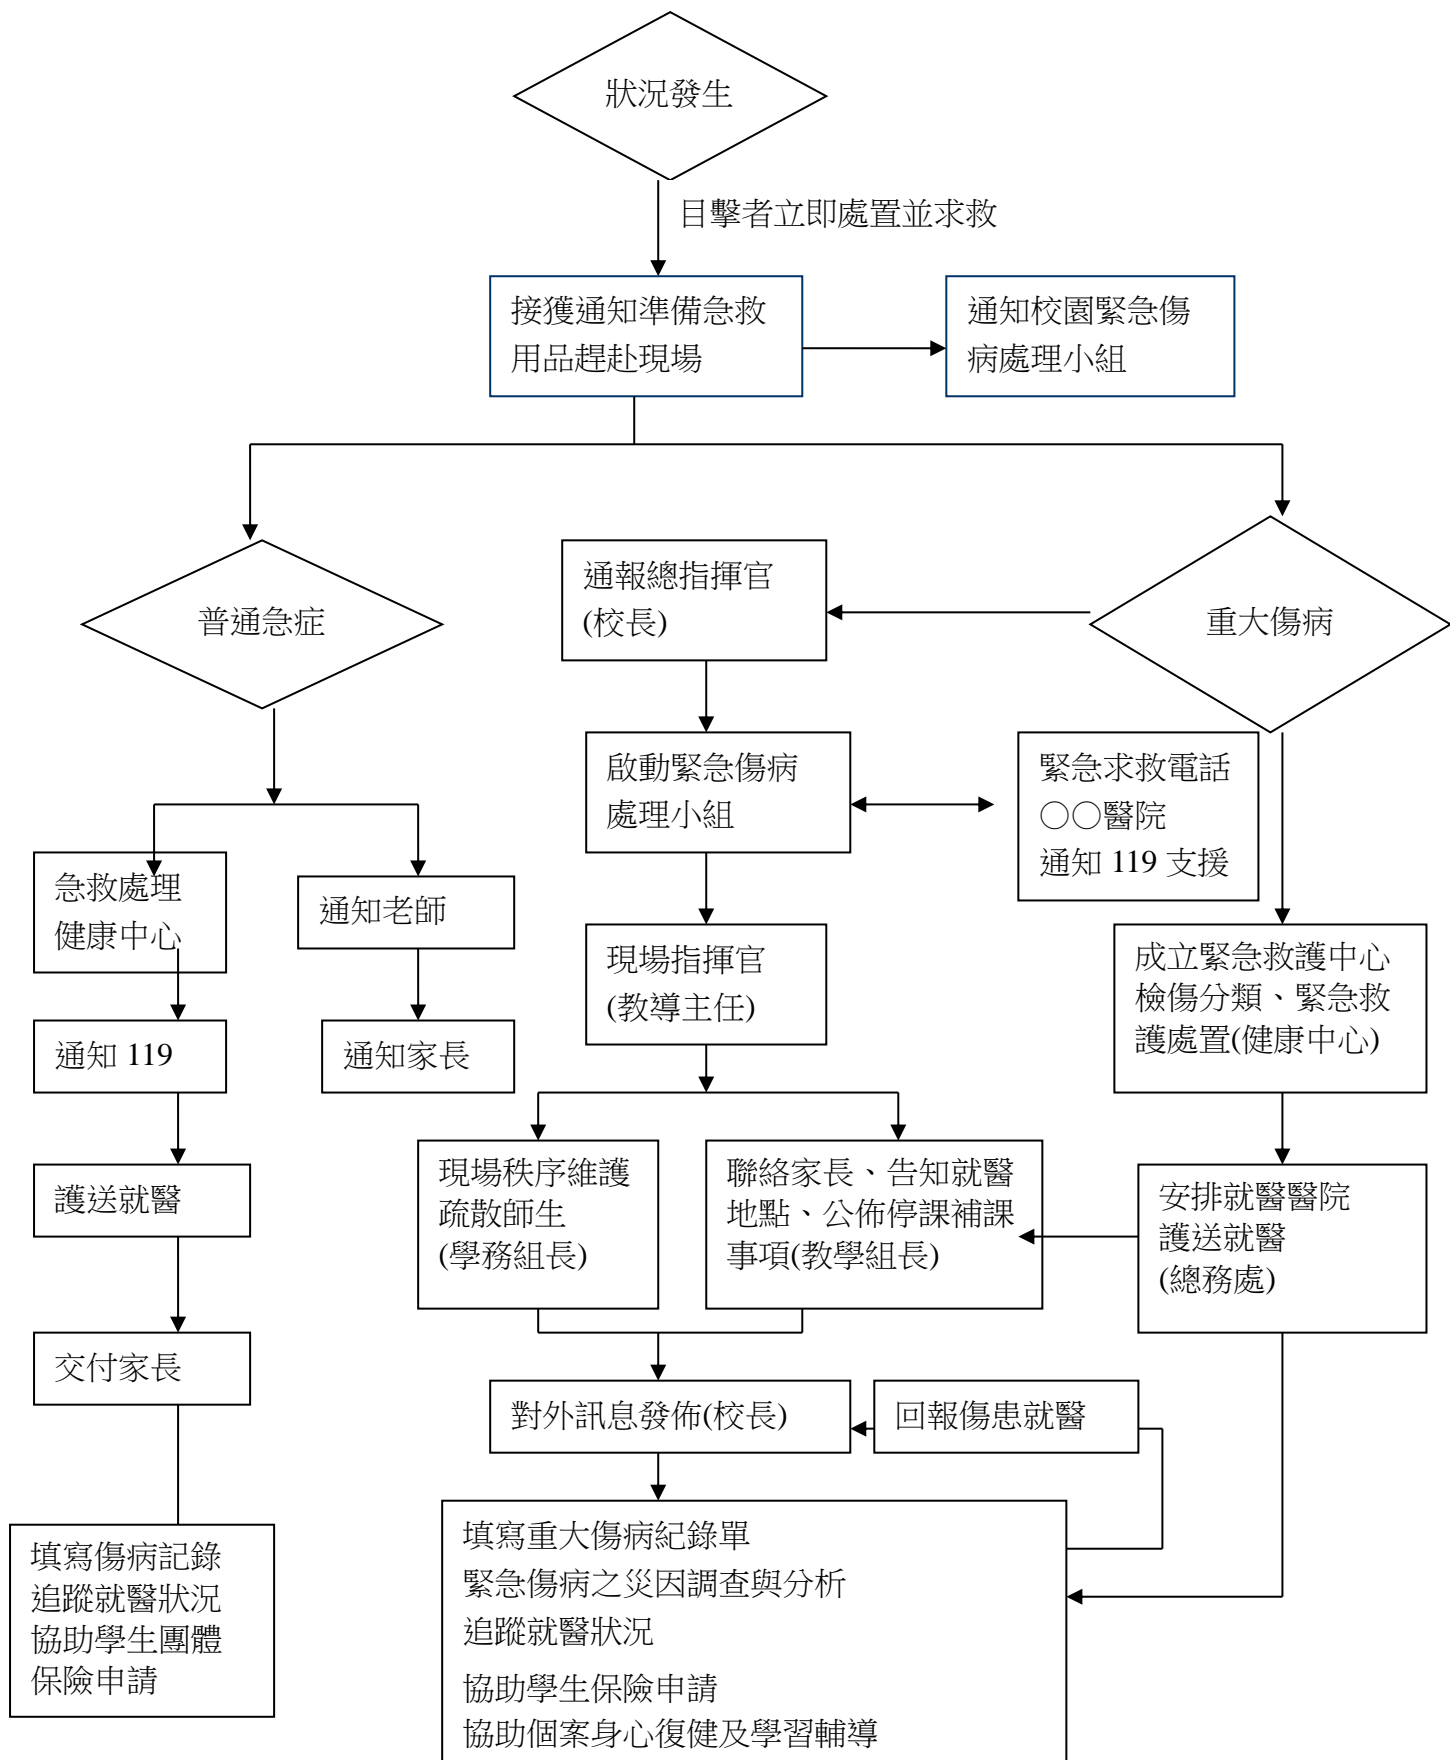 狀況發生
目擊者立即處置並求救
接獲通知準備急救
用品趕赴現場
通知校園緊急傷
病處理小組
普通急症
通報總指揮官
(校長)
重大傷病
啟動緊急傷病
處理小組
緊急求救電話
○○醫院
通知 119 支援
急救處理
健康中心
通知老師
現場指揮官
(教導主任)
成立緊急救護中心
檢傷分類、緊急救
護處置(健康中心)
通知 119
通知家長
護送就醫
現場秩序維護
疏散師生
(學務組長)
聯絡家長、告知就醫
地點、公佈停課補課
事項(教學組長)
安排就醫醫院
護送就醫
(總務處)
交付家長
對外訊息發佈(校長)
回報傷患就醫
填寫傷病記錄
追蹤就醫狀況
協助學生團體
保險申請
填寫重大傷病紀錄單
緊急傷病之災因調查與分析
追蹤就醫狀況
協助學生保險申請
協助個案身心復健及學習輔導